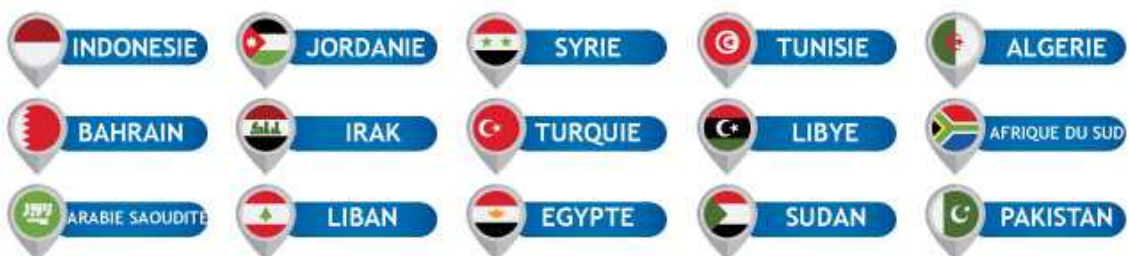 INDONESIE
JORDANIE
SYRIE
TUNISIE
ALGERIE
BAHRAIN
IRAK
TURQUIE
LIBYE
AFRIQUE DU SUD
ARABIE SAOUDITE
LIBAN
EGYPTE
SUDAN
PAKISTAN